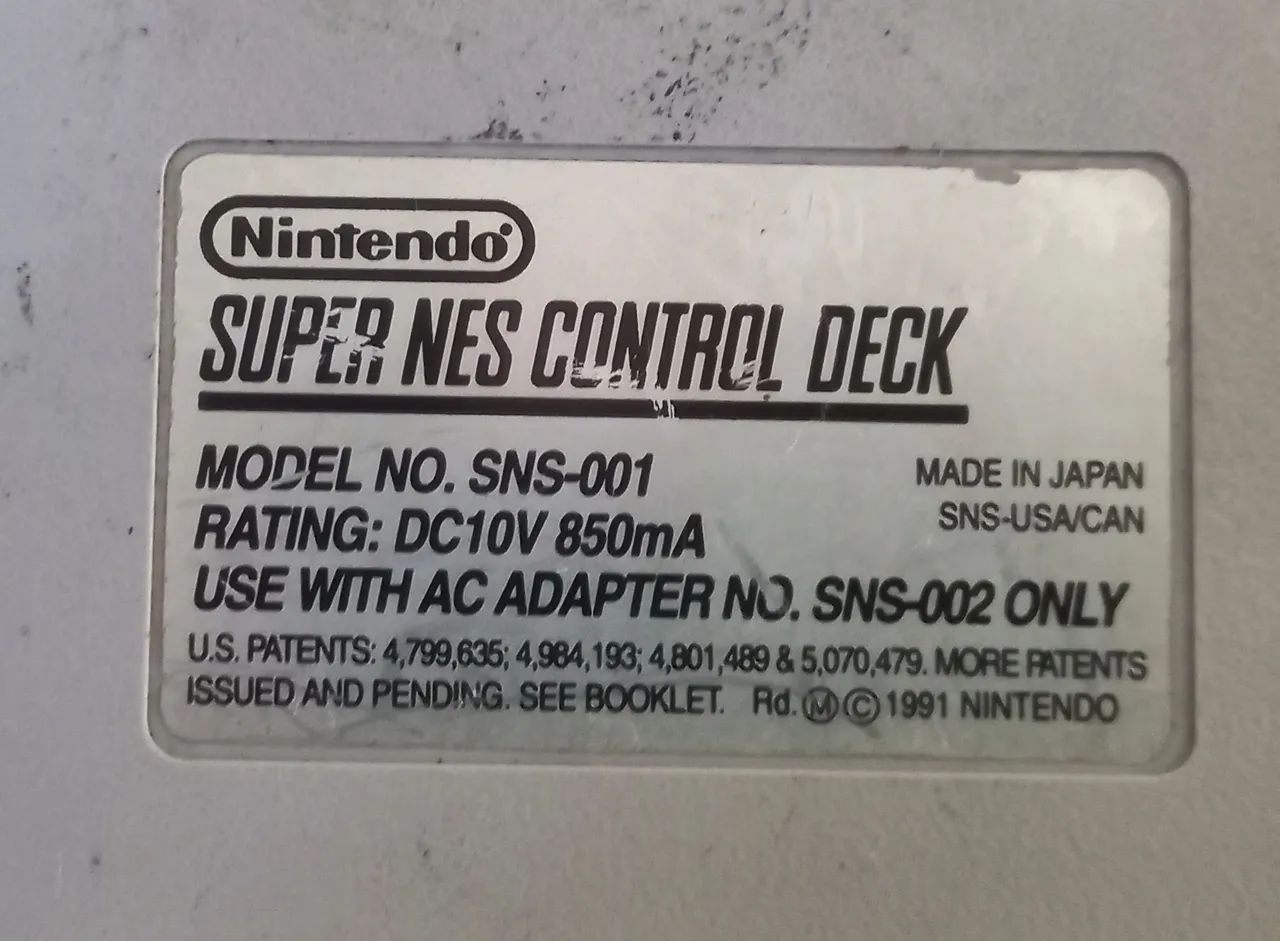 Nintendo®
SUPER NES CONTROL DECK
MODEL NO. SNS-001
RATING: DC10V 850mA
USE WITH AC ADAPTER NO. SNS-002 ONLY
MADE IN JAPAN
SNS-USA/CAN
U.S. PATENTS: 4,799,635; 4,984,193; 4,801,489 & 5,070,479. MORE PATENTS
ISSUED AND PENDING. SEE BOOKLET. Rd. Ⓜ © 1991 NINTENDO